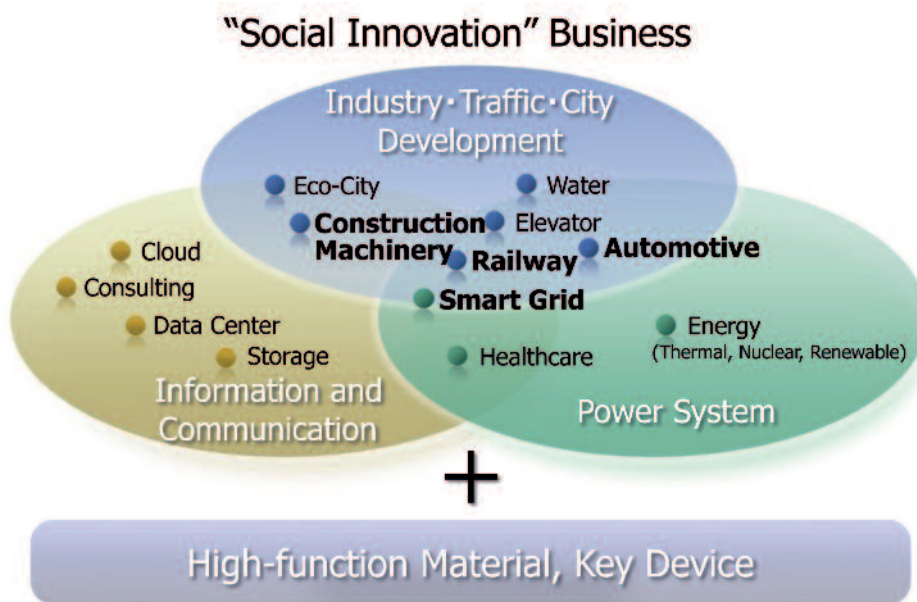 “Social Innovation” Business
Industry・Traffic・City
Development
Eco-City
Water
Construction
Machinery
Elevator
Cloud
Railway
Automotive
Consulting
Smart Grid
Data Center
Energy
(Thermal, Nuclear, Renewable)
Storage
Healthcare
Information and
Communication
Power System
+
High-function Material, Key Device